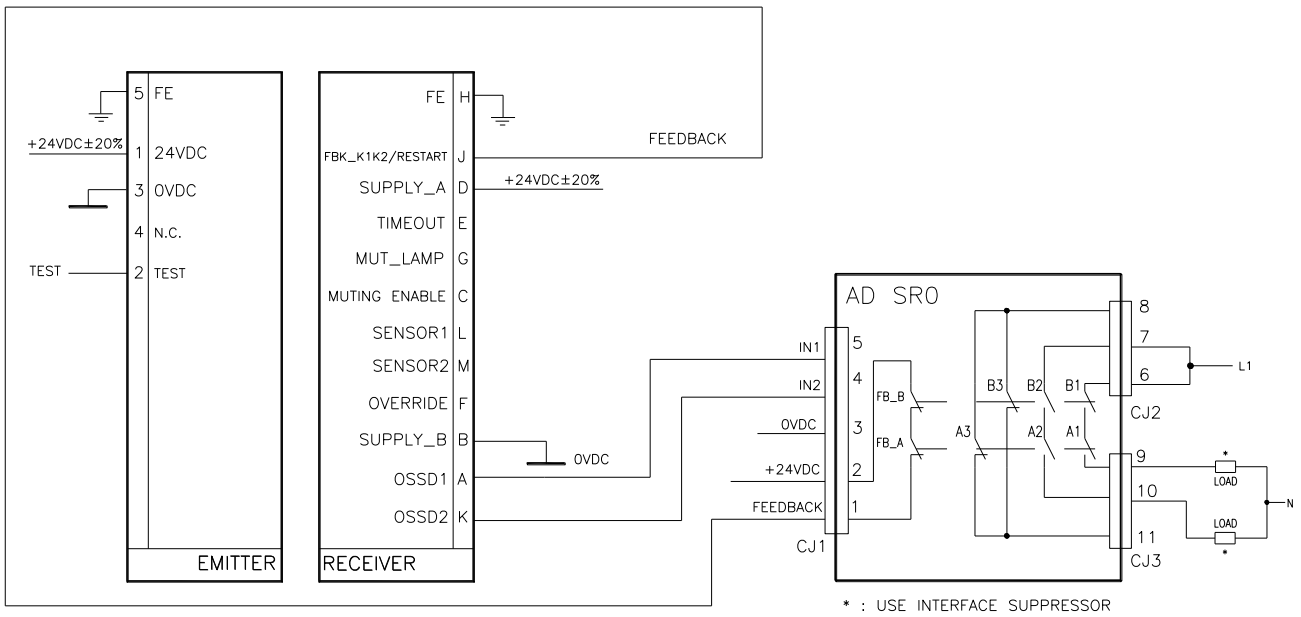 5 FE
+24VDC±20% 1 24VDC
3 0VDC
4 N.C.
TEST 2 TEST
EMITTER
FE H
FBK_K1K2/RESTART J FEEDBACK
SUPPLY_A D +24VDC±20%
TIMEOUT E
MUT_LAMP G
MUTING ENABLE C
SENSOR1 L
SENSOR2 M
OVERRIDE F
SUPPLY_B B 0VDC
OSSD1 A
OSSD2 K
RECEIVER
AD SR0
IN1 5
IN2 4
0VDC 3
+24VDC 2
FEEDBACK 1
CJ1
FB_B B3 B2 B1
FB_A A3 A2 A1
8
7
6
L1
CJ2
9
10
11
CJ3
*
LOAD
N
LOAD
*
* : USE INTERFACE SUPPRESSOR